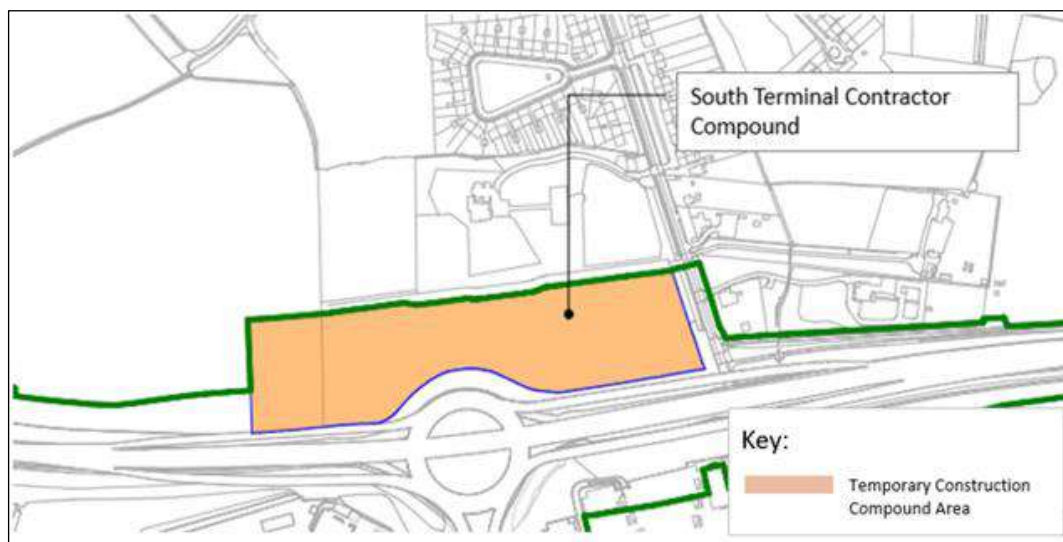 South Terminal Contractor
Compound
Key:
Temporary Construction
Compound Area